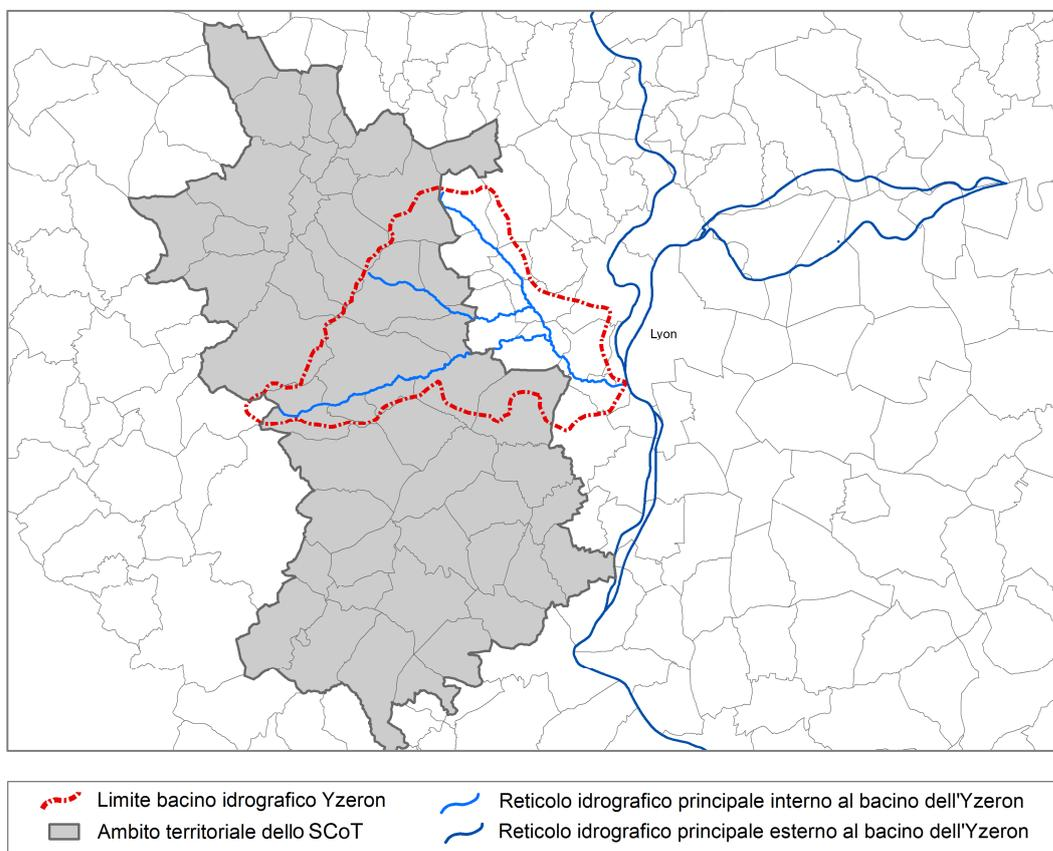 Lyon
Limite bacino idrografico Yzeron
Reticolo idrografico principale interno al bacino dell'Yzeron
Ambito territoriale dello SCoT
Reticolo idrografico principale esterno al bacino dell'Yzeron